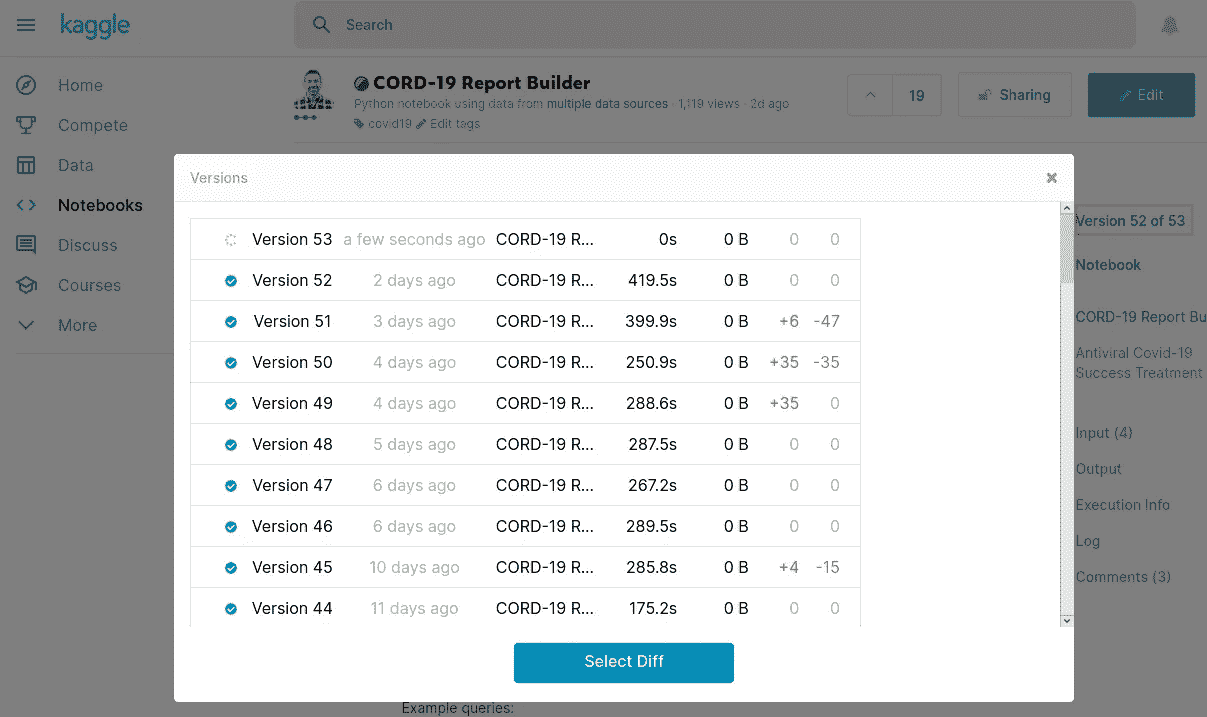 kaggle
Search
Home
Compete
Data
Notebooks
Discuss
Courses
More
CORD-19 Report Builder
Python notebook using data from multiple data sources · 1,119 views · 2d ago
covid19 Edit tags
19
Sharing
Edit
Versions
Version 53 a few seconds ago CORD-19 R... 0s 0 B 0 0
Version 52 2 days ago CORD-19 R... 419.5s 0 B 0 0
Version 51 3 days ago CORD-19 R... 399.9s 0 B +6 -47
Version 50 4 days ago CORD-19 R... 250.9s 0 B +35 -35
Version 49 4 days ago CORD-19 R... 288.6s 0 B +35 0
Version 48 5 days ago CORD-19 R... 287.5s 0 B 0 0
Version 47 6 days ago CORD-19 R... 267.2s 0 B 0 0
Version 46 6 days ago CORD-19 R... 289.5s 0 B 0 0
Version 45 10 days ago CORD-19 R... 285.8s 0 B +4 -15
Version 44 11 days ago CORD-19 R... 175.2s 0 B 0 0
Select Diff
Version 52 of 53
Notebook
CORD-19 Report Bu
Antiviral Covid-19
Success Treatment
Input (4)
Output
Execution Info
Log
Comments (3)
Example queries: